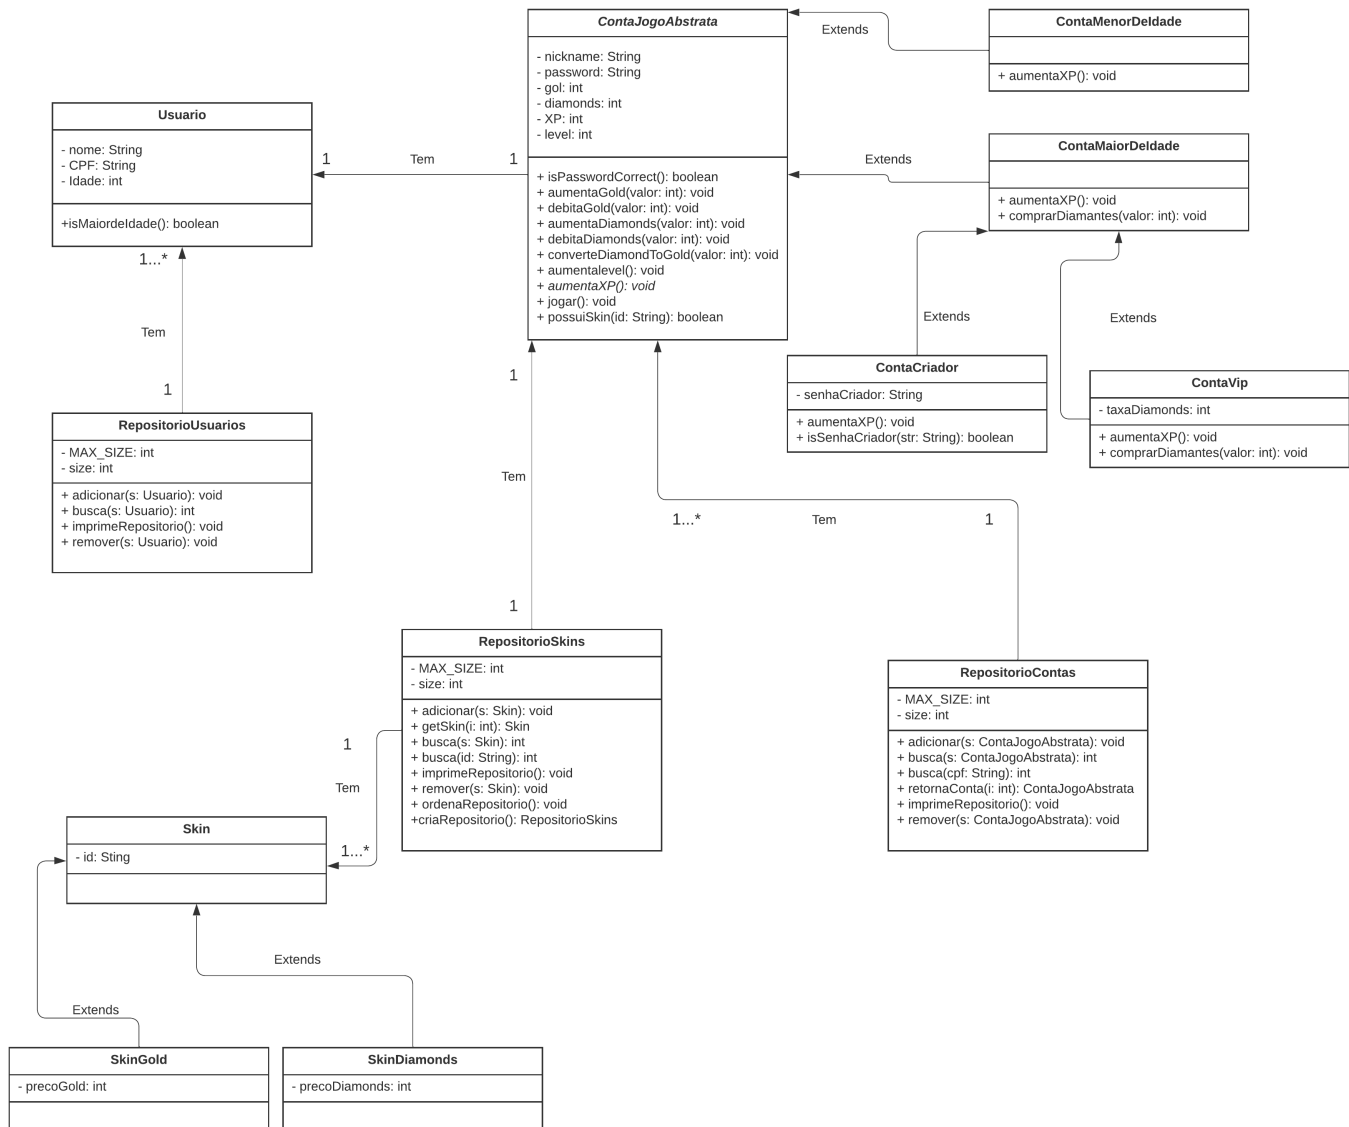 ContaJogoAbstrata
- nickname: String
- password: String
- gol: int
- diamonds: int
- XP: int
- level: int
+ isPasswordCorrect(): boolean
+ aumentaGold(valor: int): void
+ debitaGold(valor: int): void
+ aumentaDiamonds(valor: int): void
+ debitaDiamonds(valor: int): void
+ converteDiamondToGold(valor: int): void
+ aumentalevel(): void
+ aumentaXP(): void
+ jogar(): void
+ possuiSkin(id: String): boolean
Extends
ContaMenorDeIdade
+ aumentaXP(): void
Extends
ContaMaiorDeIdade
+ aumentaXP(): void
+ comprarDiamantes(valor: int): void
Usuario
- nome: String
- CPF: String
- Idade: int
+isMaiordeIdade(): boolean
1
Tem
1
1...*
Tem
1
RepositorioUsuarios
- MAX_SIZE: int
- size: int
+ adicionar(s: Usuario): void
+ busca(s: Usuario): int
+ imprimeRepositorio(): void
+ remover(s: Usuario): void
Extends
ContaCriador
- senhaCriador: String
+ aumentaXP(): void
+ isSenhaCriador(str: String): boolean
Extends
ContaVip
- taxaDiamonds: int
+ aumentaXP(): void
+ comprarDiamantes(valor: int): void
1
Tem
1
1...*
Tem
1
RepositorioSkins
- MAX_SIZE: int
- size: int
+ adicionar(s: Skin): void
+ getSkin(i: int): Skin
+ busca(s: Skin): int
+ busca(id: String): int
+ imprimeRepositorio(): void
+ remover(s: Skin): void
+ ordenaRepositorio(): void
+criaRepositorio(): RepositorioSkins
RepositorioContas
- MAX_SIZE: int
- size: int
+ adicionar(s: ContaJogoAbstrata): void
+ busca(s: ContaJogoAbstrata): int
+ busca(cpf: String): int
+ retornaConta(i: int): ContaJogoAbstrata
+ imprimeRepositorio(): void
+ remover(s: ContaJogoAbstrata): void
1
Tem
1...*
Skin
- id: Sting
Extends
Extends
SkinGold
- precoGold: int
SkinDiamonds
- precoDiamonds: int